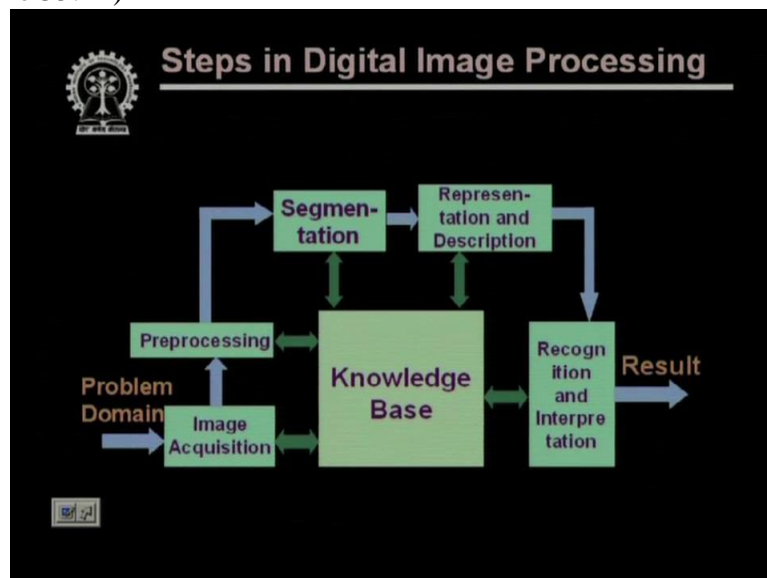 Steps in Digital Image Processing
Segmen-
tation
Represen-
tation and
Description
Preprocessing
Knowledge
Base
Recogn
ition
and
Interpre
tation
Result
Problem
Domain
Image
Acquisition